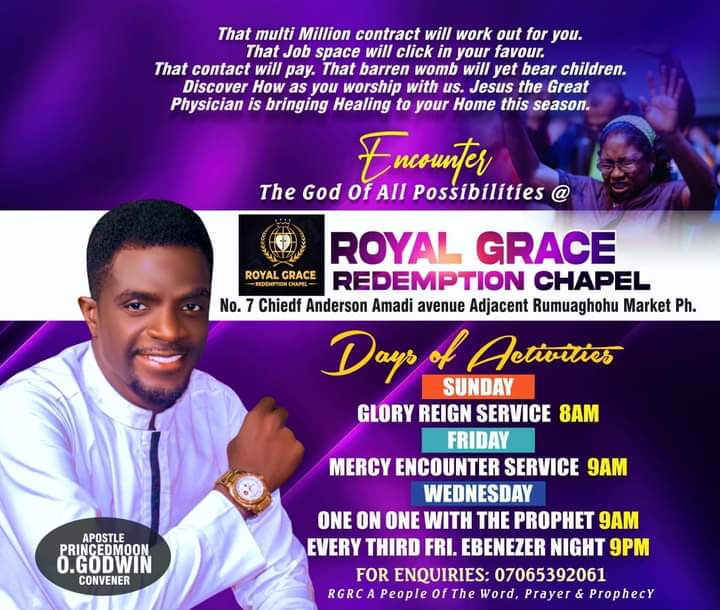 That multi Million contract will work out for you.
That Job space will click in your favour.
That contact will pay. That barren womb will yet bear children.
Discover How as you worship with us. Jesus the Great
Physician is bringing Healing to your Home this season.
Encounter
The God Of All Possibilities @
ROYAL GRACE
REDEMPTION CHAPEL
ROYAL GRACE
REDEMPTION CHAPEL
No. 7 Chiedf Anderson Amadi avenue Adjacent Rumuaghohu Market Ph.
Days of Activities
SUNDAY
GLORY REIGN SERVICE 8AM
FRIDAY
MERCY ENCOUNTER SERVICE 9AM
WEDNESDAY
ONE ON ONE WITH THE PROPHET 9AM
EVERY THIRD FRI. EBENEZER NIGHT 9PM
FOR ENQUIRIES: 07065392061
RGRC A People Of The Word, Prayer & ProphecY
APOSTLE
PRINCEDMOON
O.GODWIN
CONVENER